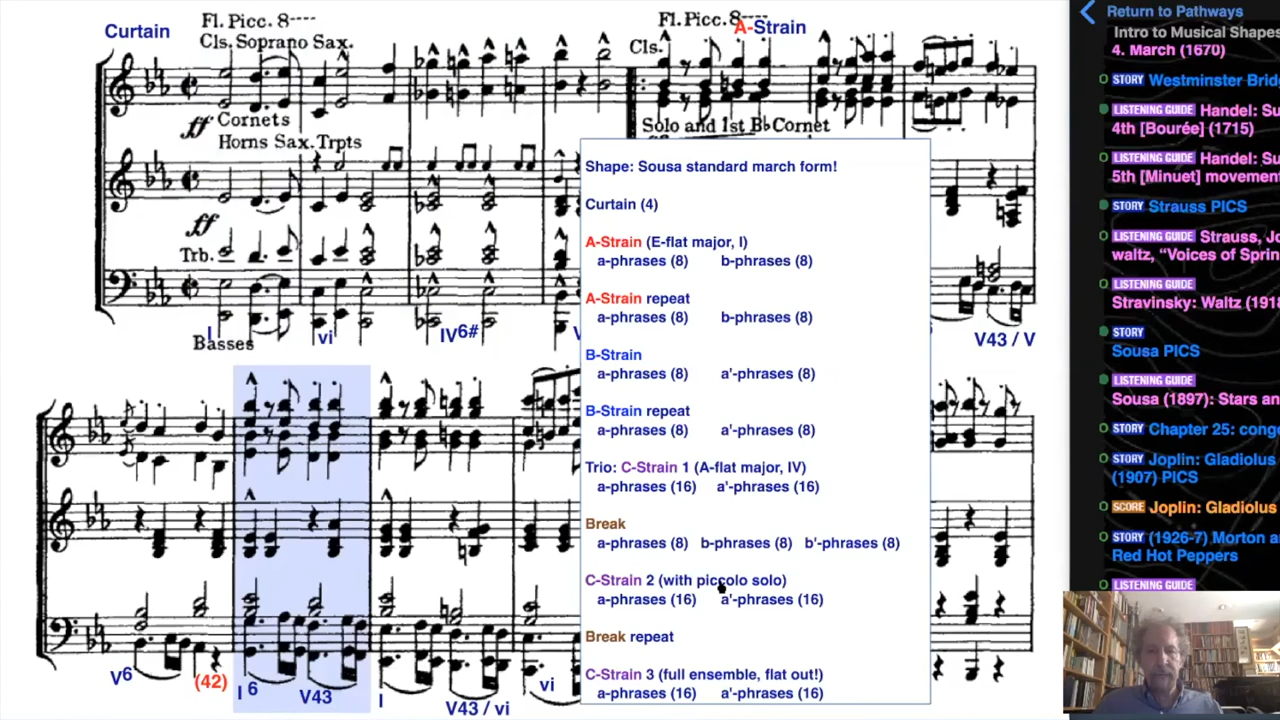 Curtain
Fl. Picc. 8----
Cls. Soprano Sax.
ff Cornets
Horns Sax. Trpts
ff
Trb.
Basses
I
vi
IV6#
V
Fl. Picc. 8----
A-Strain
Cls.
Solo and 1st B♭ Cornet
V43 / V
V6
(42)
I 6
V43
I
V43 / vi
vi
Shape: Sousa standard march form!
Curtain (4)
A-Strain (E-flat major, I)
a-phrases (8) b-phrases (8)
A-Strain repeat
a-phrases (8) b-phrases (8)
B-Strain
a-phrases (8) a'-phrases (8)
B-Strain repeat
a-phrases (8) a'-phrases (8)
Trio: C-Strain 1 (A-flat major, IV)
a-phrases (16) a'-phrases (16)
Break
a-phrases (8) b-phrases (8) b'-phrases (8)
C-Strain 2 (with piccolo solo)
a-phrases (16) a'-phrases (16)
Break repeat
C-Strain 3 (full ensemble, flat out!)
a-phrases (16) a'-phrases (16)
Return to Pathways
Intro to Musical Shapes
4. March (1670)
STORY Westminster Brid
LISTENING GUIDE Handel: Su
4th [Bourée] (1715)
LISTENING GUIDE Handel: Su
5th [Minuet] moveme
STORY Strauss PICS
LISTENING GUIDE Strauss, Jo
waltz, “Voices of Sprin
LISTENING GUIDE
Stravinsky: Waltz (191
STORY
Sousa PICS
LISTENING GUIDE
Sousa (1897): Stars an
STORY Chapter 25: cong
STORY Joplin: Gladiolus
(1907) PICS
SCORE Joplin: Gladiolus
STORY (1926-7) Morton a
Red Hot Peppers
LISTENING GUIDE